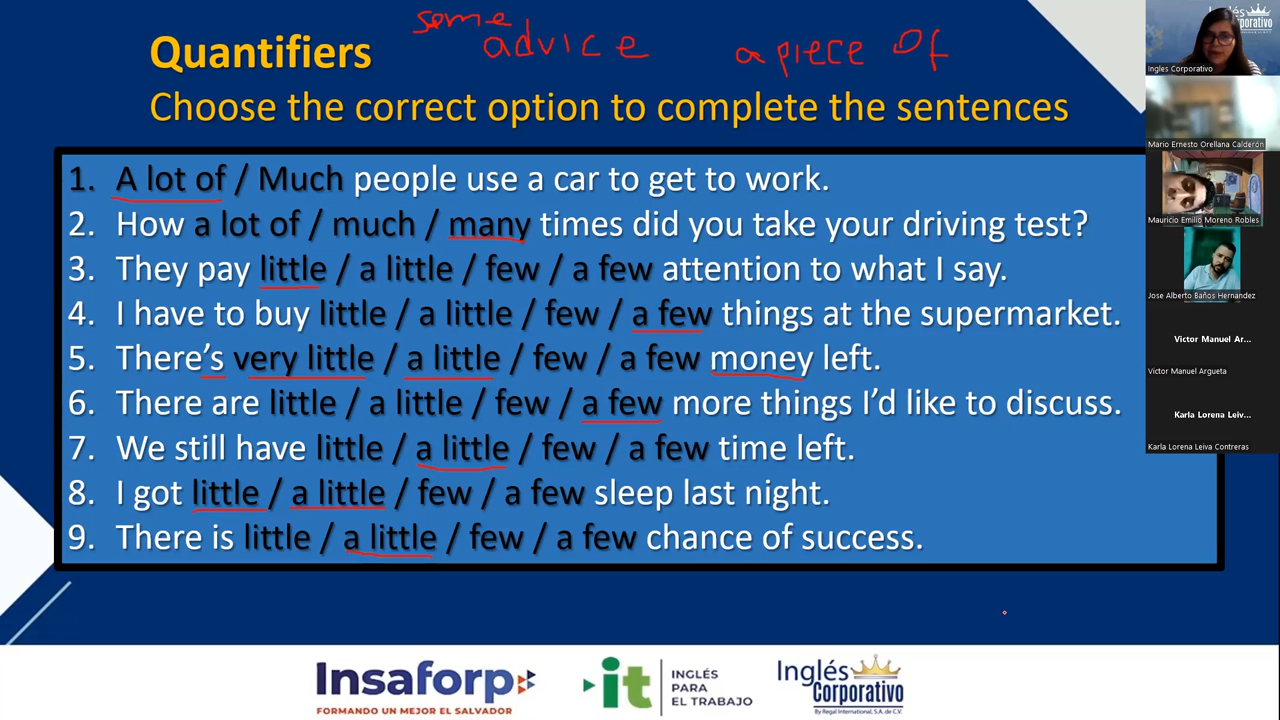 some
advice a piece of
Quantifiers
Choose the correct option to complete the sentences
1. A lot of / Much people use a car to get to work.
2. How a lot of / much / many times did you take your driving test?
3. They pay little / a little / few / a few attention to what I say.
4. I have to buy little / a little / few / a few things at the supermarket.
5. There's very little / a little / few / a few money left.
6. There are little / a little / few / a few more things I'd like to discuss.
7. We still have little / a little / few / a few time left.
8. I got little / a little / few / a few sleep last night.
9. There is little / a little / few / a few chance of success.
Inglés
Corporativo
Ingles Corporativo
Mario Ernesto Orellana Calderón
Mauricio Emilio Moreno Robles
Jose Alberto Baños Hernandez
Victor Manuel Ar...
Victor Manuel Argueta
Karla Lorena Leiv...
Karla Lorena Leiva Contreras
Insaforp
FORMANDO UN MEJOR EL SALVADOR
it
INGLÉS
PARA
EL TRABAJO
Inglés
Corporativo
By Regal International, S.A. de C.V.